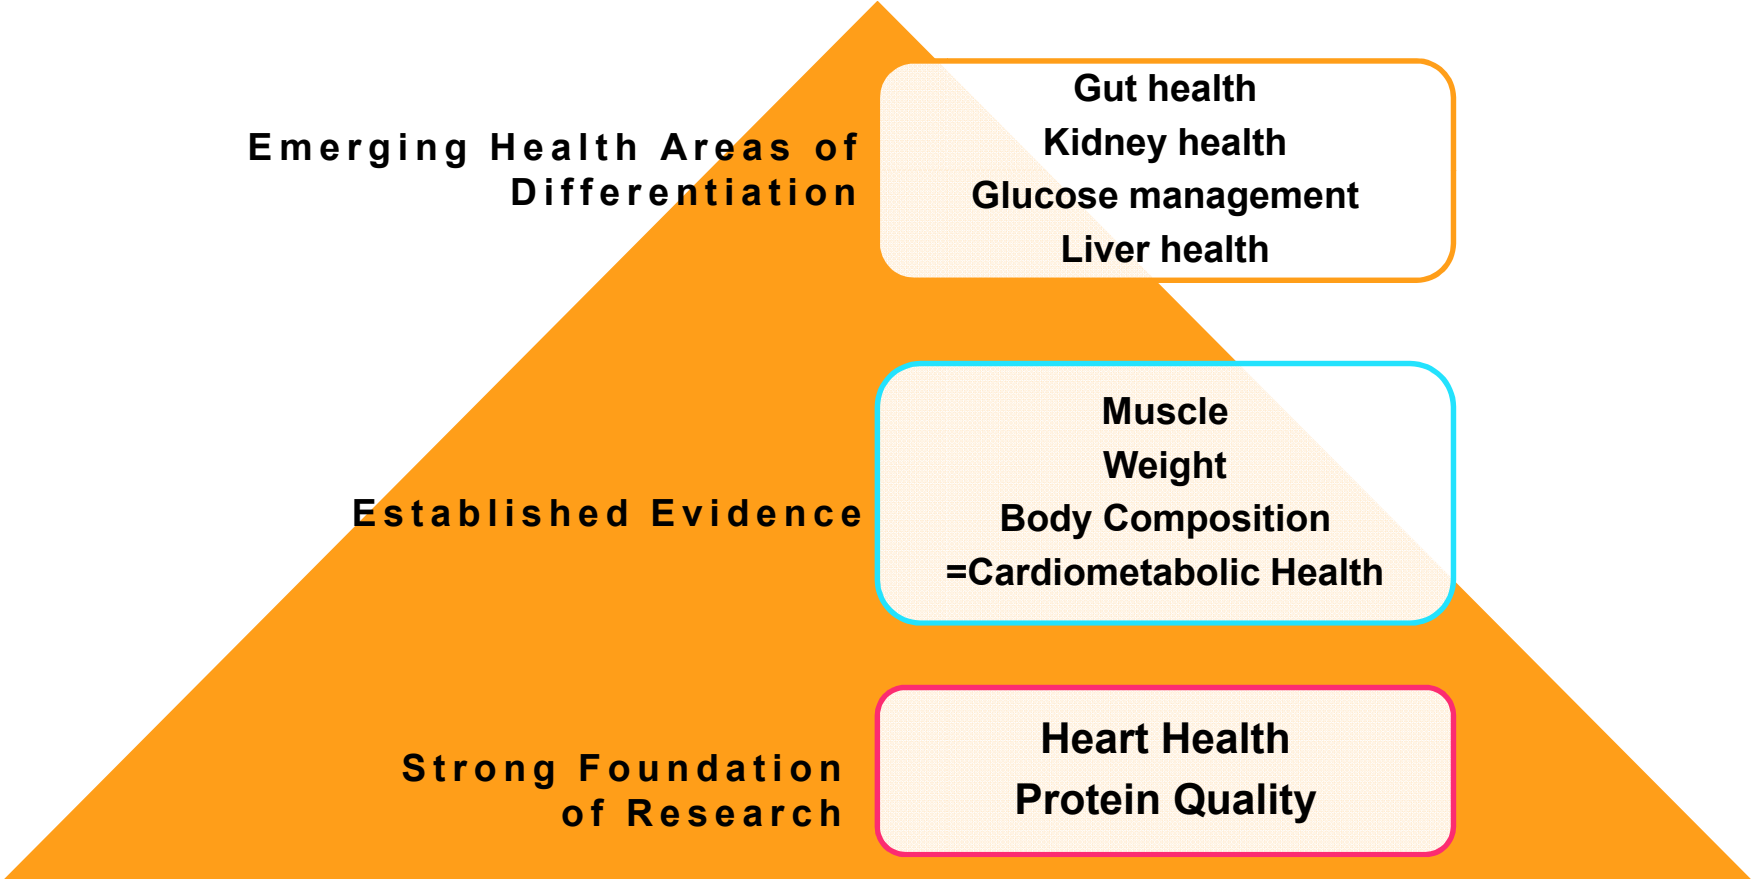 Emerging Health Areas of
Differentiation
Gut health
Kidney health
Glucose management
Liver health
Established Evidence
Muscle
Weight
Body Composition
=Cardiometabolic Health
Strong Foundation
of Research
Heart Health
Protein Quality